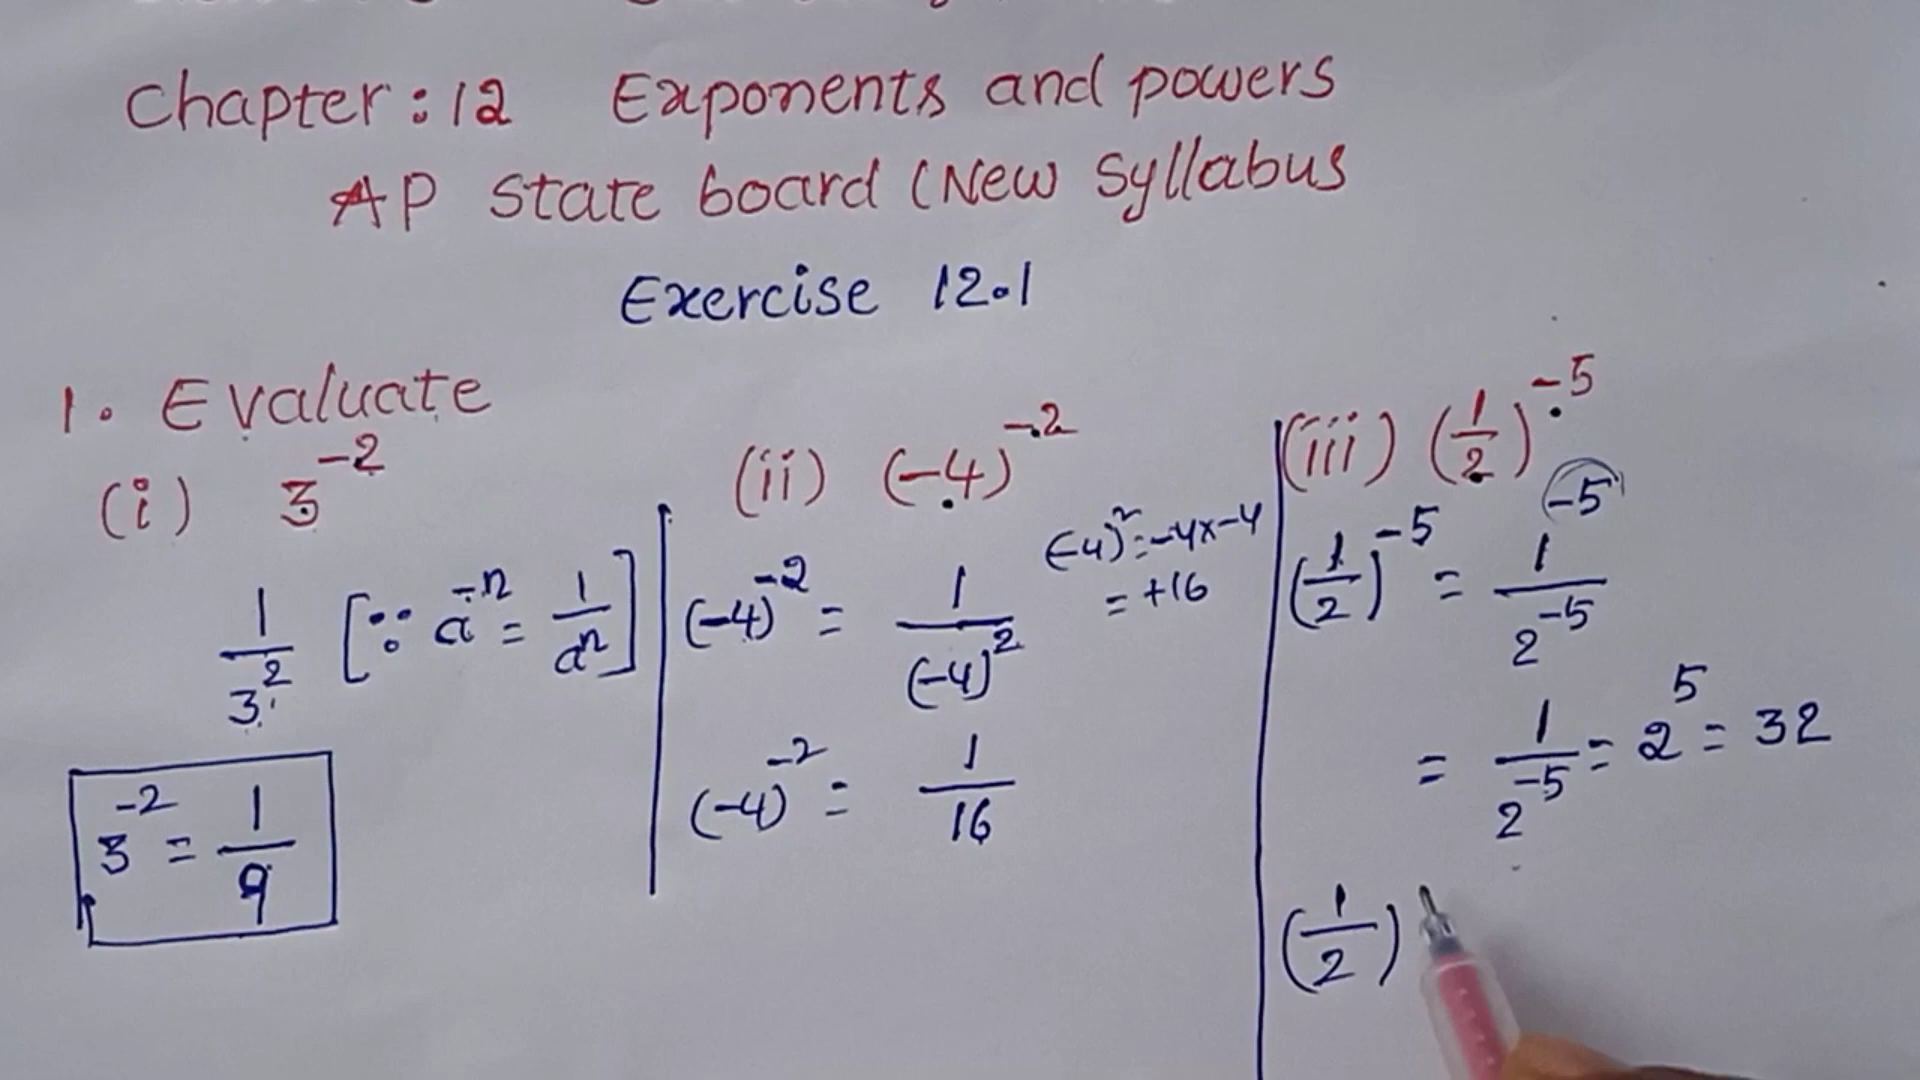 Chapter : 12 Exponents and powers
AP State board (New Syllabus
Exercise 12.1
1. Evaluate
(i) 3^-2
1/3^2 [∵ a^-n = 1/a^n]
3^-2 = 1/9
(ii) (-4)^-2
(-4)^2 = -4x-4
= +16
(-4)^-2 = 1/(-4)^2
(-4)^-2 = 1/16
(iii) (1/2)^-5
(1/2)^-5 = 1^-5/2^-5
= 1/2^-5 = 2^5 = 32
(1/2)